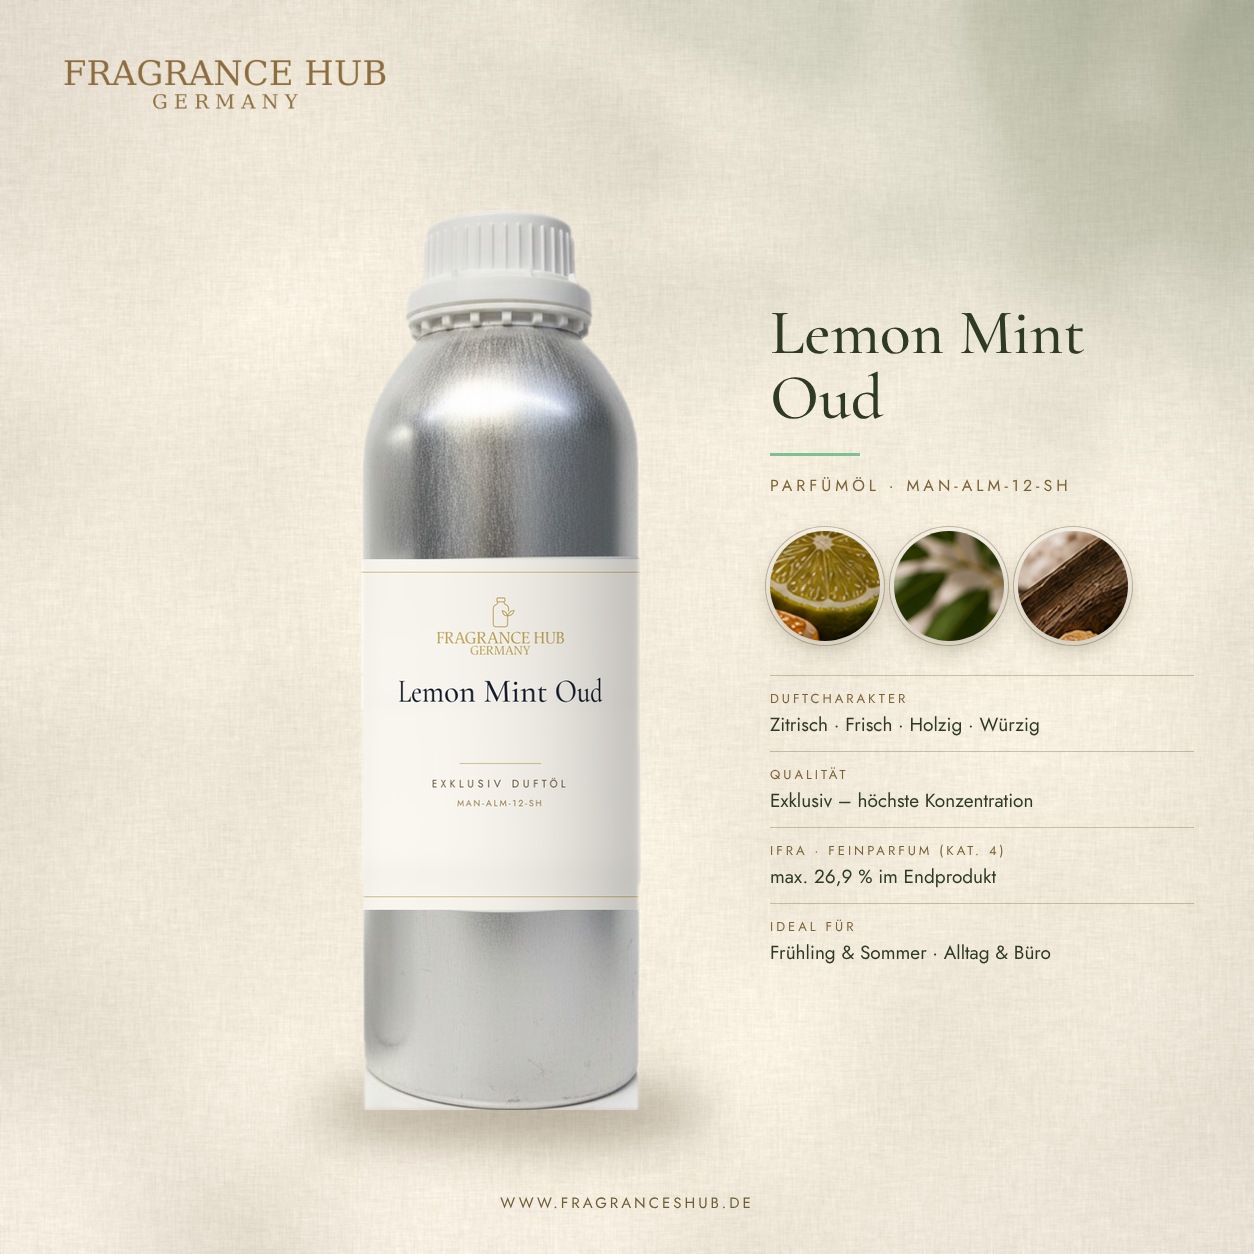 FRAGRANCE HUB
GERMANY
Lemon Mint
Oud
PARFÜMÖL · MAN-ALM-12-SH
DUFTCHARAKTER
Zitrisch · Frisch · Holzig · Würzig
QUALITÄT
Exklusiv – höchste Konzentration
IFRA · FEINPARFUM (KAT. 4)
max. 26,9 % im Endprodukt
IDEAL FÜR
Frühling & Sommer · Alltag & Büro
FRAGRANCE HUB
GERMANY
Lemon Mint Oud
EXKLUSIV DUFTÖL
MAN-ALM-12-SH
WWW.FRAGRANCESHUB.DE